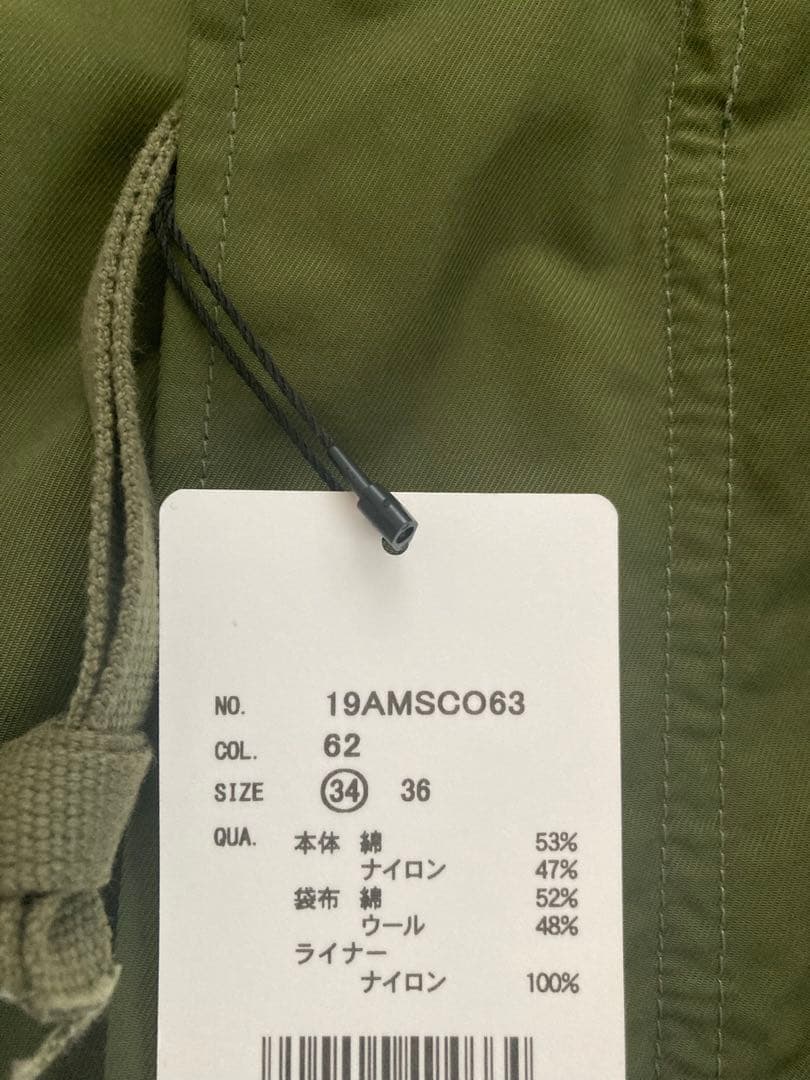 NO. 19AMSCO63
COL. 62
SIZE 34 36
QUA. 本体 綿 53%
ナイロン 47%
袋布 綿 52%
ウール 48%
ライナー
ナイロン 100%